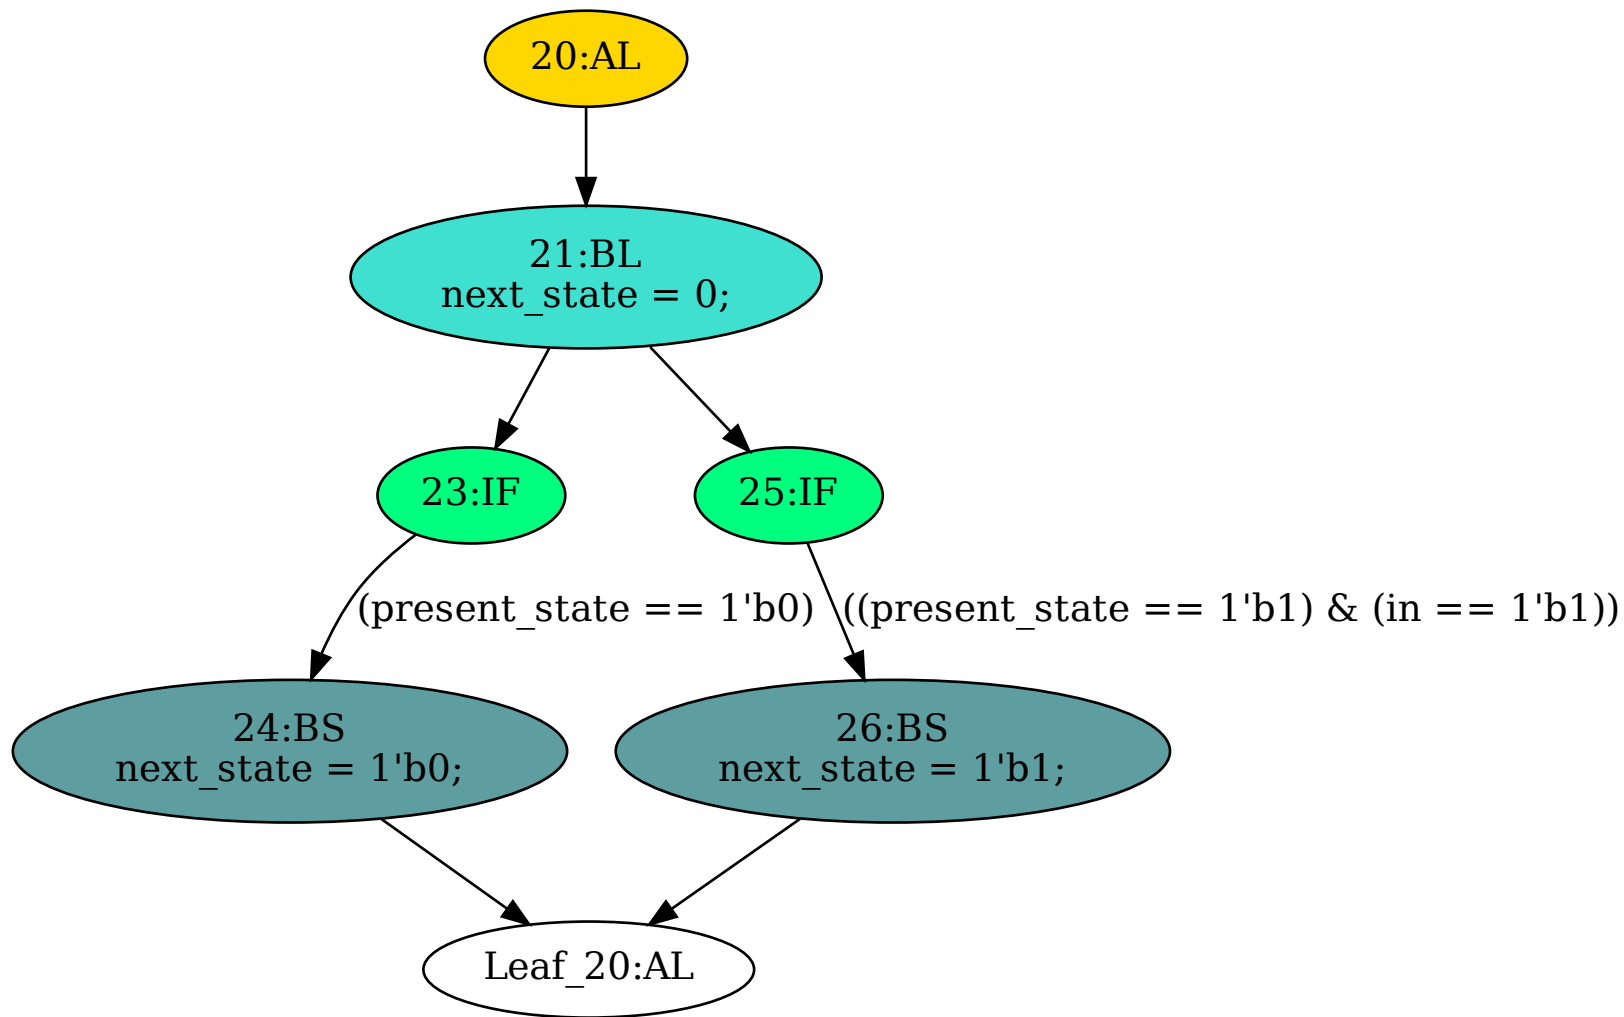 20:AL
21:BL
next_state = 0;
23:IF
25:IF
(present_state == 1'b0)
((present_state == 1'b1) & (in == 1'b1))
24:BS
next_state = 1'b0;
26:BS
next_state = 1'b1;
Leaf_20:AL